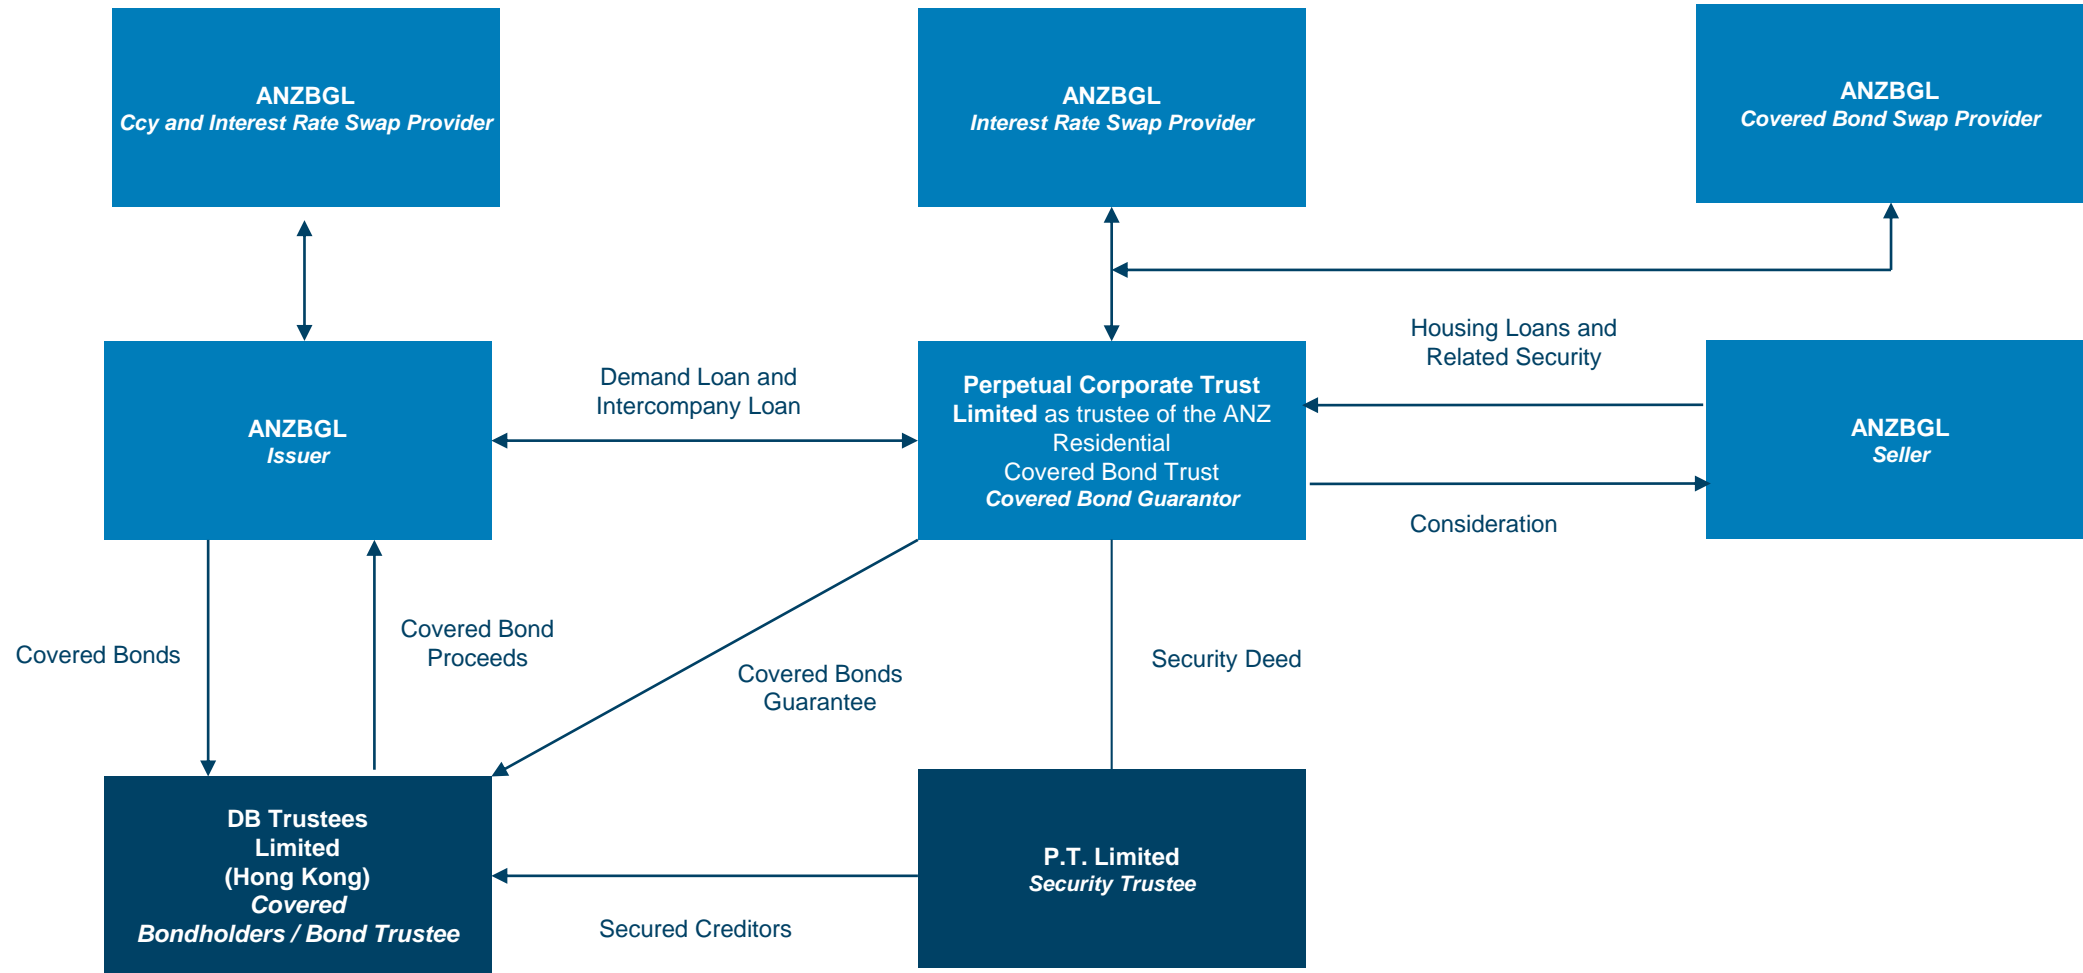 ANZBGL
Ccy and Interest Rate Swap Provider
ANZBGL
Interest Rate Swap Provider
ANZBGL
Covered Bond Swap Provider
ANZBGL
Issuer
Demand Loan and
Intercompany Loan
Perpetual Corporate Trust
Limited as trustee of the ANZ
Residential
Covered Bond Trust
Covered Bond Guarantor
Housing Loans and
Related Security
Consideration
ANZBGL
Seller
Covered Bonds
Covered Bond
Proceeds
Covered Bonds
Guarantee
Security Deed
DB Trustees
Limited
(Hong Kong)
Covered
Bondholders / Bond Trustee
Secured Creditors
P.T. Limited
Security Trustee